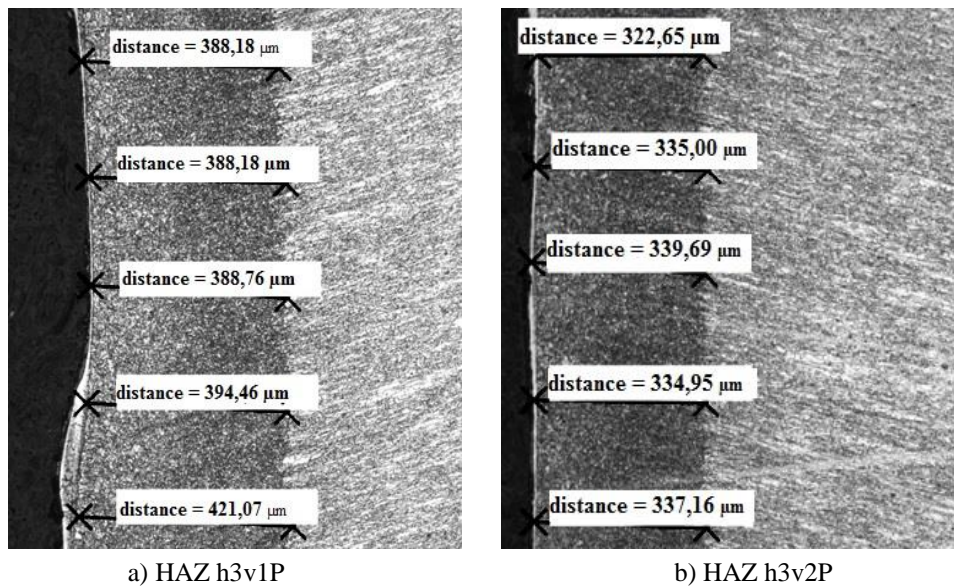 distance = 388,18 µm
distance = 388,18 µm
distance = 388,76 µm
distance = 394,46 µm
distance = 421,07 µm
a) HAZ h3v1P
distance = 322,65 µm
distance = 335,00 µm
distance = 339,69 µm
distance = 334,95 µm
distance = 337,16 µm
b) HAZ h3v2P